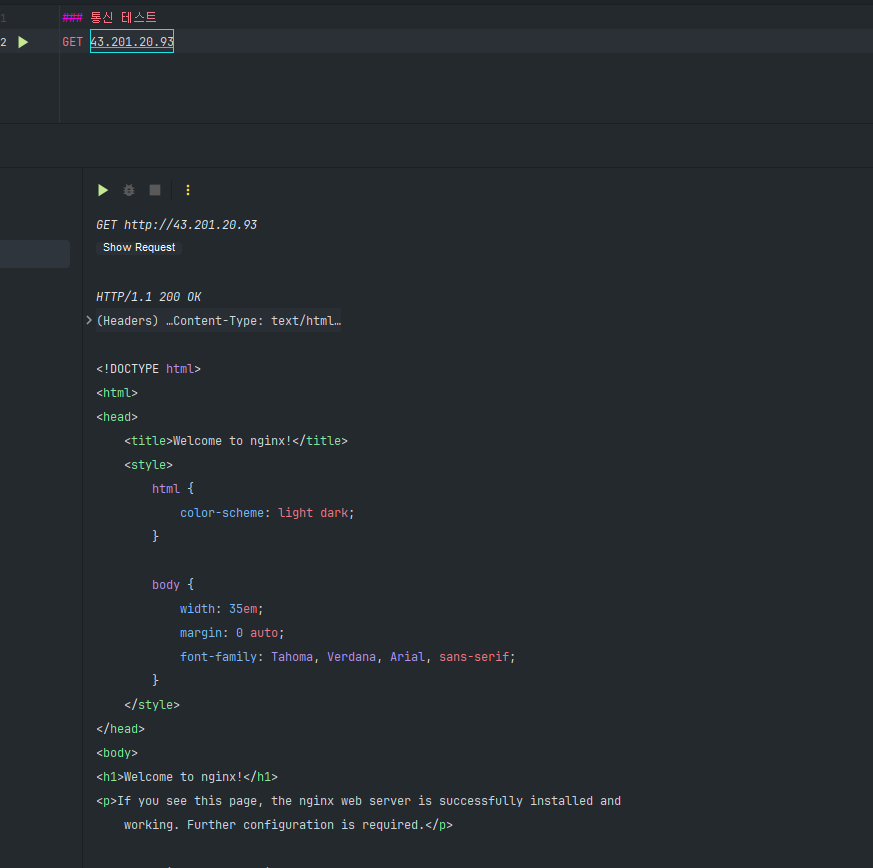 1 ### 통신 테스트
2 GET 43.201.20.93
GET http://43.201.20.93
Show Request
HTTP/1.1 200 OK
(Headers) …Content-Type: text/html…
<!DOCTYPE html>
<html>
<head>
<title>Welcome to nginx!</title>
<style>
html {
color-scheme: light dark;
}
body {
width: 35em;
margin: 0 auto;
font-family: Tahoma, Verdana, Arial, sans-serif;
}
</style>
</head>
<body>
<h1>Welcome to nginx!</h1>
<p>If you see this page, the nginx web server is successfully installed and
working. Further configuration is required.</p>